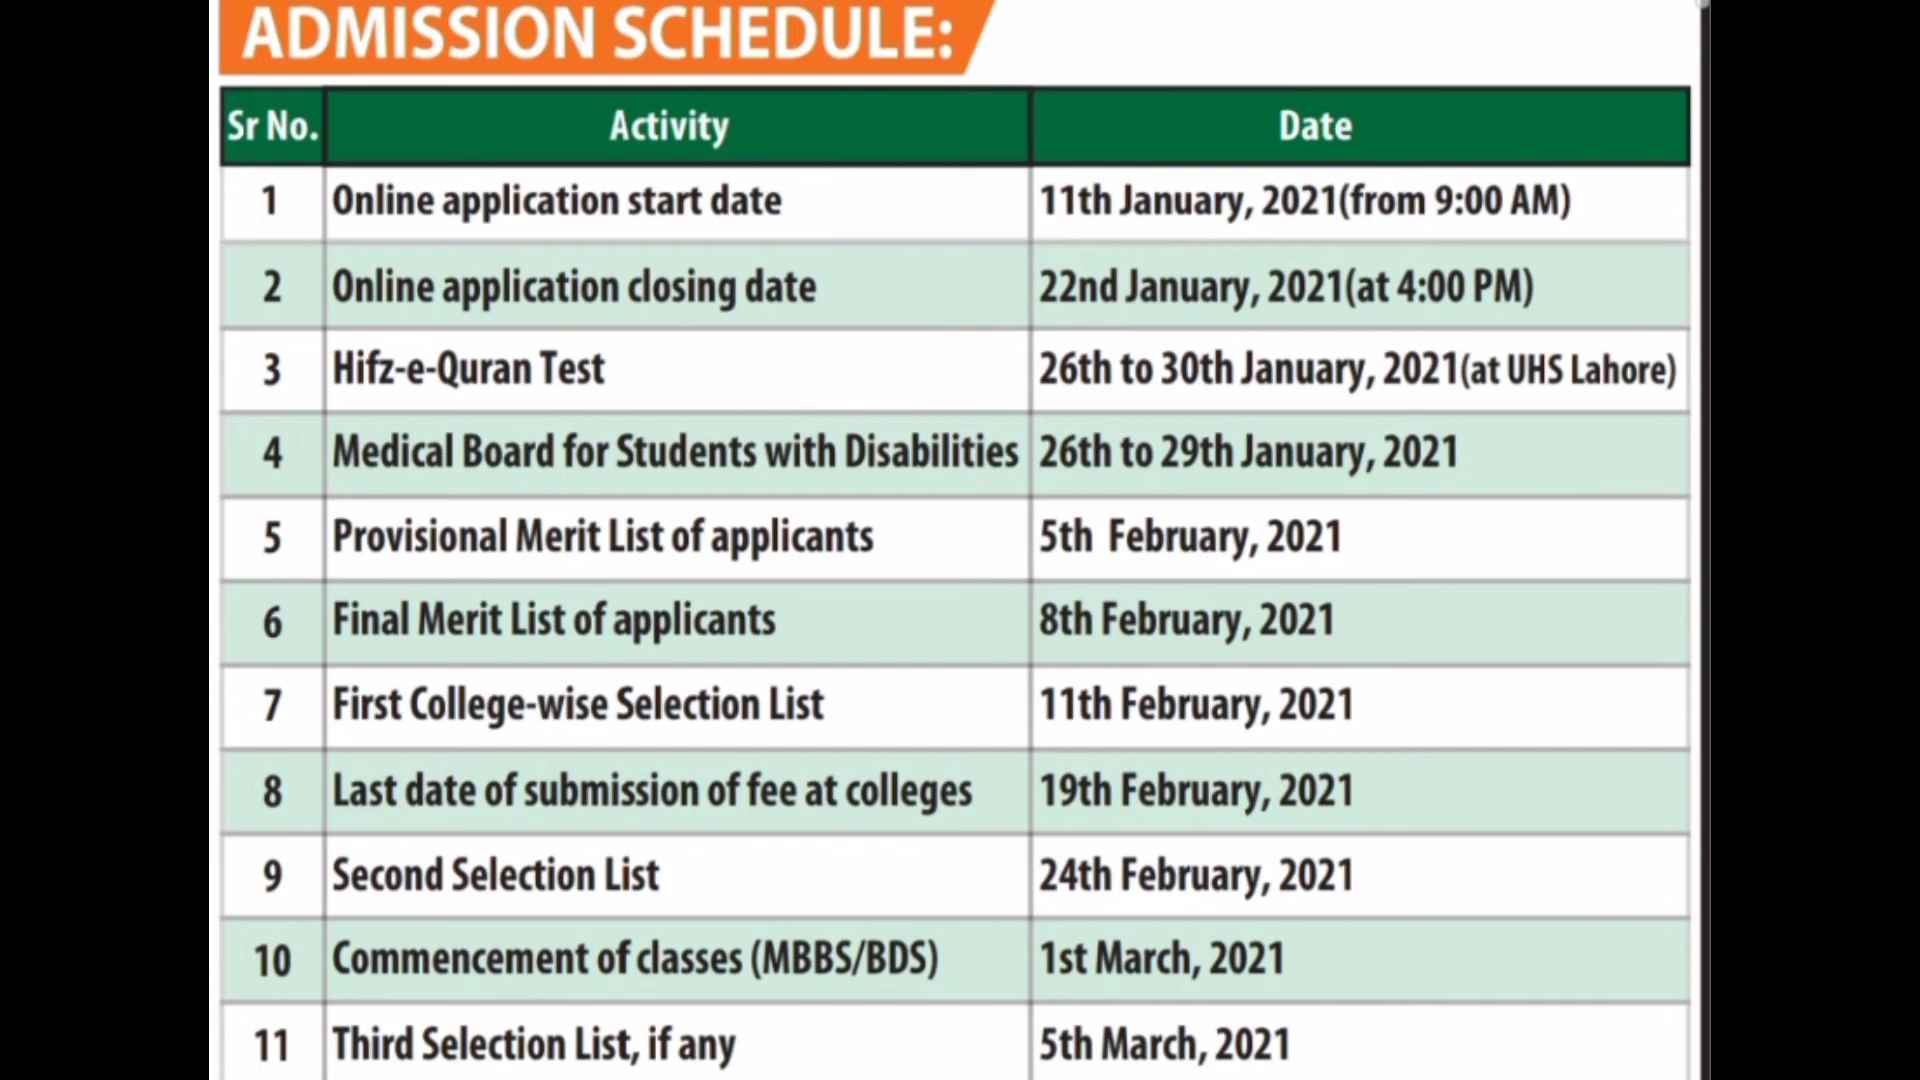 ADMISSION SCHEDULE:
Sr No. Activity Date
1 Online application start date 11th January, 2021(from 9:00 AM)
2 Online application closing date 22nd January, 2021(at 4:00 PM)
3 Hifz-e-Quran Test 26th to 30th January, 2021(at UHS Lahore)
4 Medical Board for Students with Disabilities 26th to 29th January, 2021
5 Provisional Merit List of applicants 5th February, 2021
6 Final Merit List of applicants 8th February, 2021
7 First College-wise Selection List 11th February, 2021
8 Last date of submission of fee at colleges 19th February, 2021
9 Second Selection List 24th February, 2021
10 Commencement of classes (MBBS/BDS) 1st March, 2021
11 Third Selection List, if any 5th March, 2021